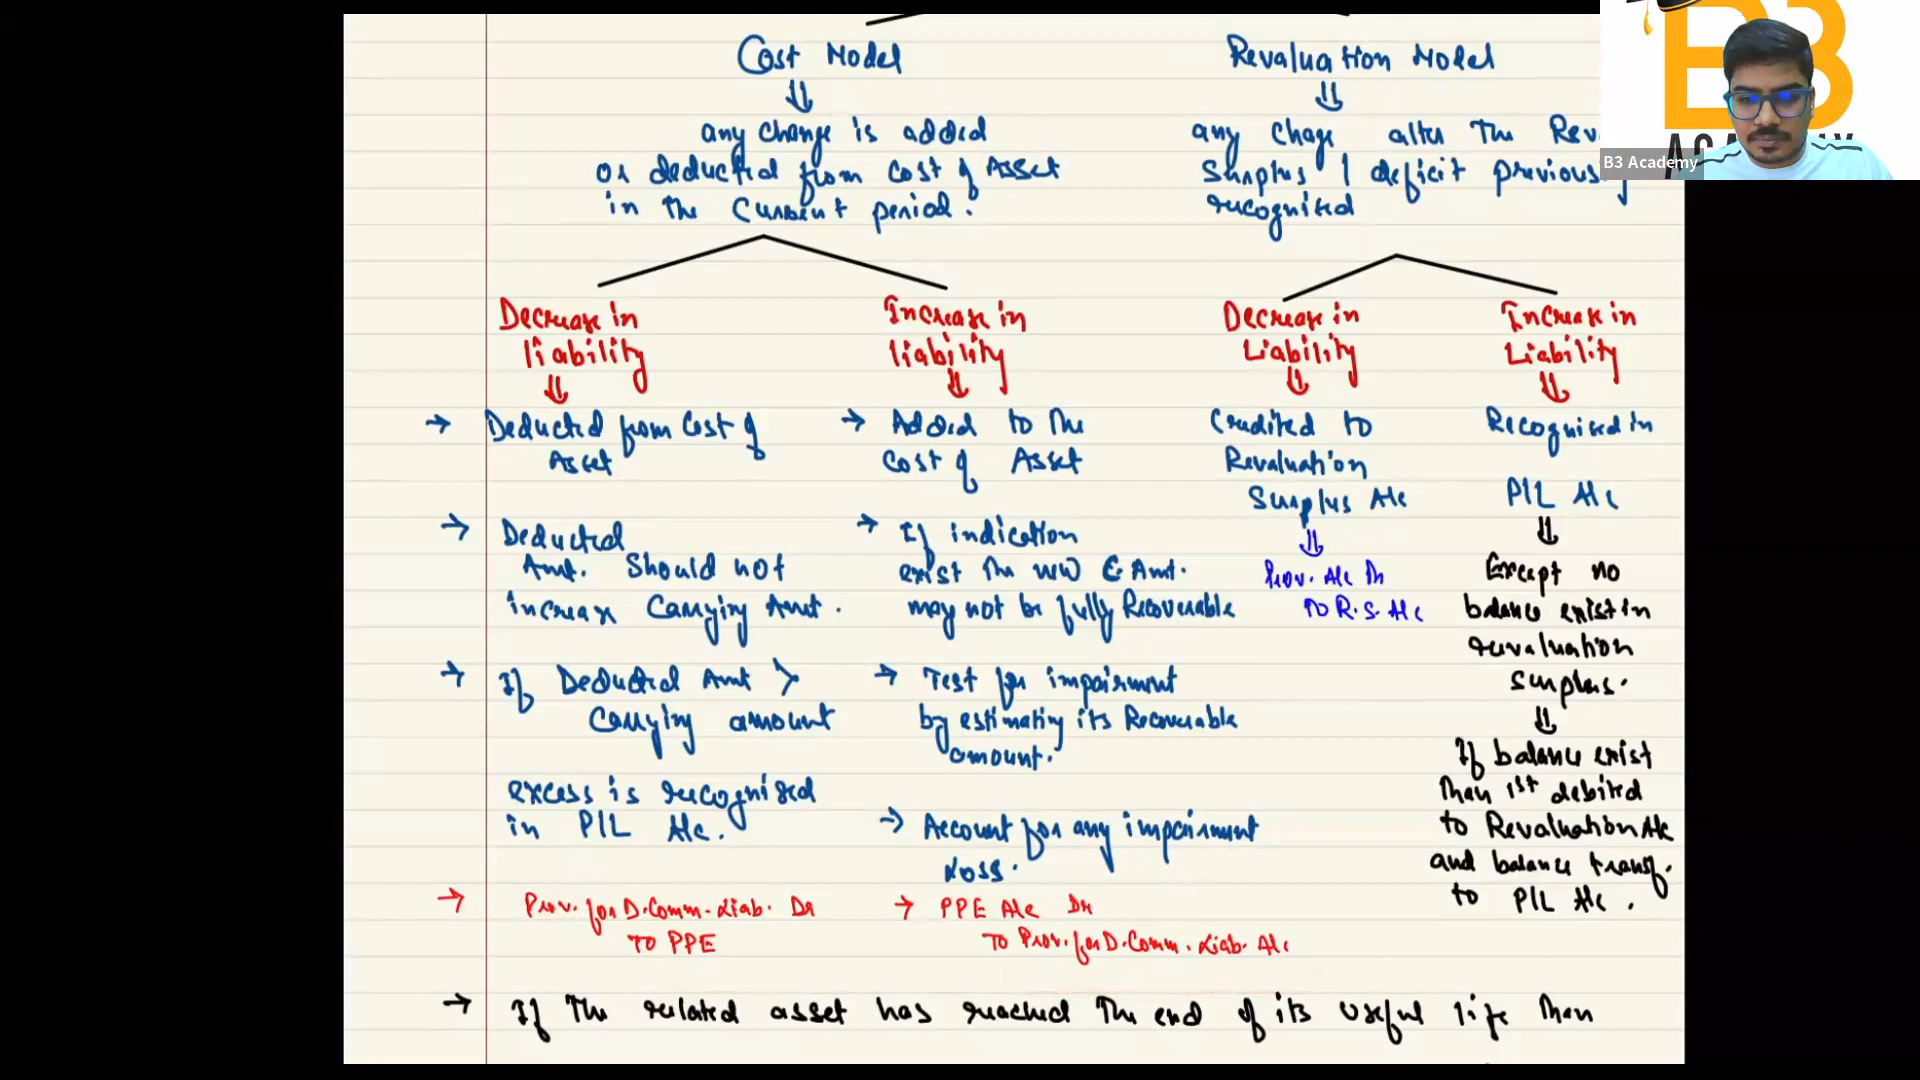 Cost Model
any change is added
or deducted from cost of Asset
in the current period.
Decrease in
liability
Increase in
liability
→ Deducted from cost of
Asset
→ Added to the
cost of Asset
→ Deducted
Amt. should not
increase Carrying Amt.
→ If indication
exist the new C Amt.
may not be fully Recoverable
→ If Deducted Amt >
Carrying amount
excess is recognised
in P/L A/c.
→ Test for impairment
by estimating its Recoverable
amount.
→ Account for any impairment
Loss.
→ Prov. for D.Comm. Liab. Dr
To PPE
→ PPE A/c Dr
To Prov. for D.Comm. Liab. A/c
Revaluation Model
any chage alter the Rev
Surplus / deficit previously
recognised
Decrease in
Liability
Increase in
Liability
Credited to
Revaluation
Surplus A/c
Prov. A/c Dr
To R.S. A/c
Recognised in
P/L A/c
Except no
balance exist in
revaluation
surplus.
If balance exist
then 1st debited
to Revaluation A/c
and balance transf.
to P/L A/c.
→ If the related asset has reached the end of its useful life then
B3
ACADEMY
B3 Academy